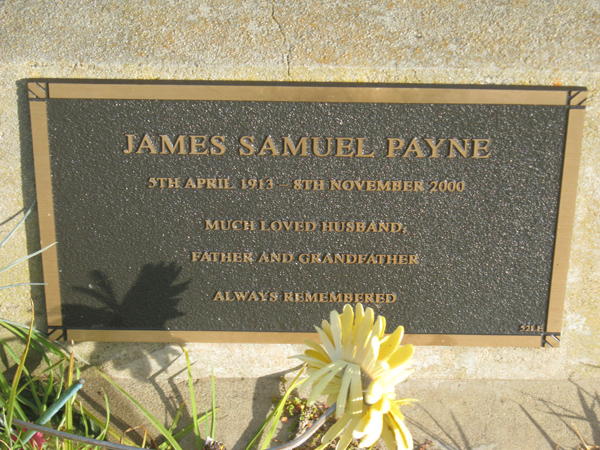 JAMES SAMUEL PAYNE
5TH APRIL 1913 - 8TH NOVEMBER 2000
MUCH LOVED HUSBAND,
FATHER AND GRANDFATHER
ALWAYS REMEMBERED